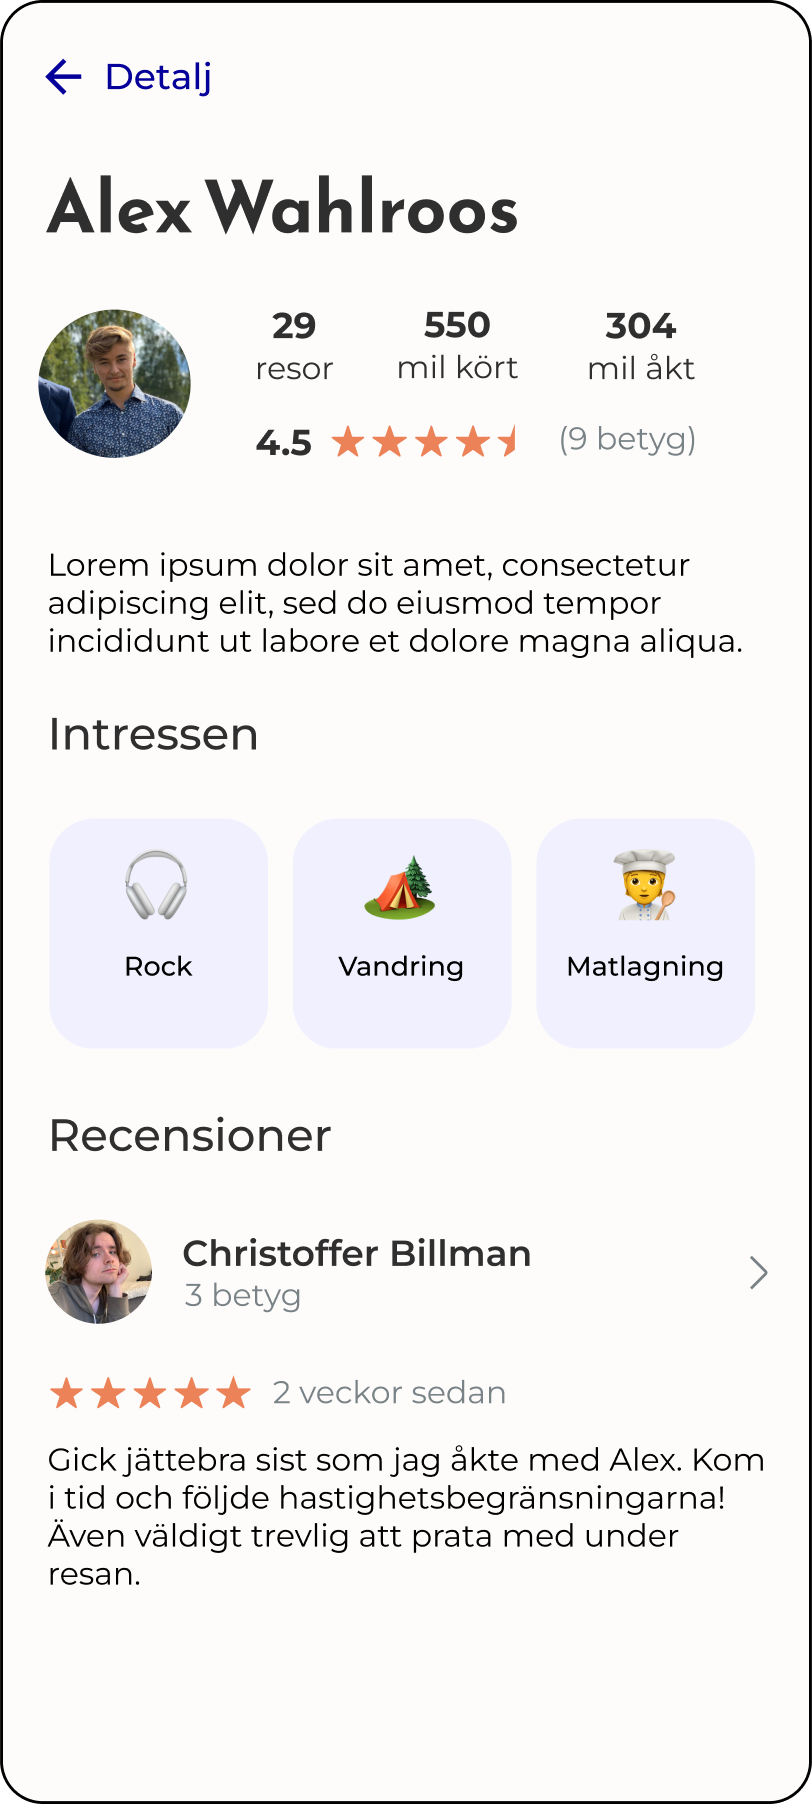 Detalj
Alex Wahlroos
29 550 304
resor mil kört mil åkt
4.5 (9 betyg)
Lorem ipsum dolor sit amet, consectetur
adipiscing elit, sed do eiusmod tempor
incididunt ut labore et dolore magna aliqua.
Intressen
Rock Vandring Matlagning
Recensioner
Christoffer Billman
3 betyg
2 veckor sedan
Gick jättebra sist som jag åkte med Alex. Kom
i tid och följde hastighetsbegränsningarna!
Även väldigt trevlig att prata med under
resan.